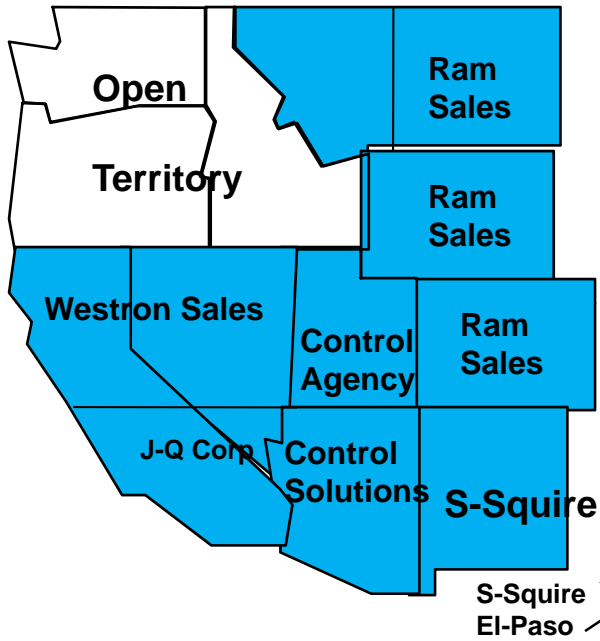 Open
Territory
Ram
Sales
Ram
Sales
Westron Sales
Control
Agency
Ram
Sales
J-Q Corp
Control
Solutions
S-Squire
S-Squire
El-Paso